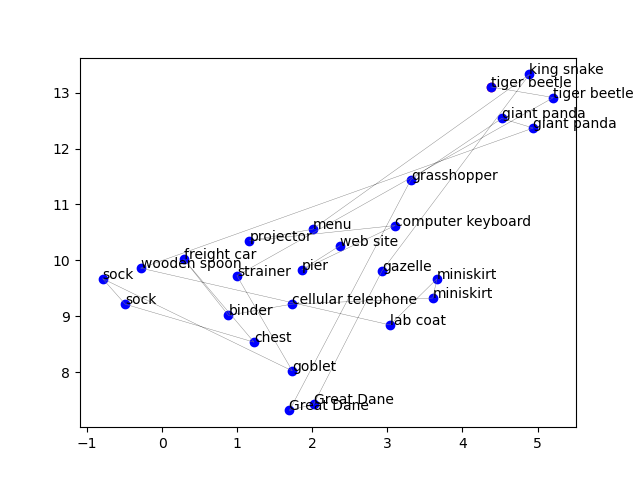 king snake
tiger beetle
tiger beetle
giant panda
giant panda
grasshopper
computer keyboard
menu
projector
web site
freight car
wooden spoon
pier
gazelle
strainer
sock
miniskirt
sock
cellular telephone
miniskirt
binder
lab coat
chest
goblet
Great Dane
Great Dane
13
12
11
10
9
8
−1
0
1
2
3
4
5